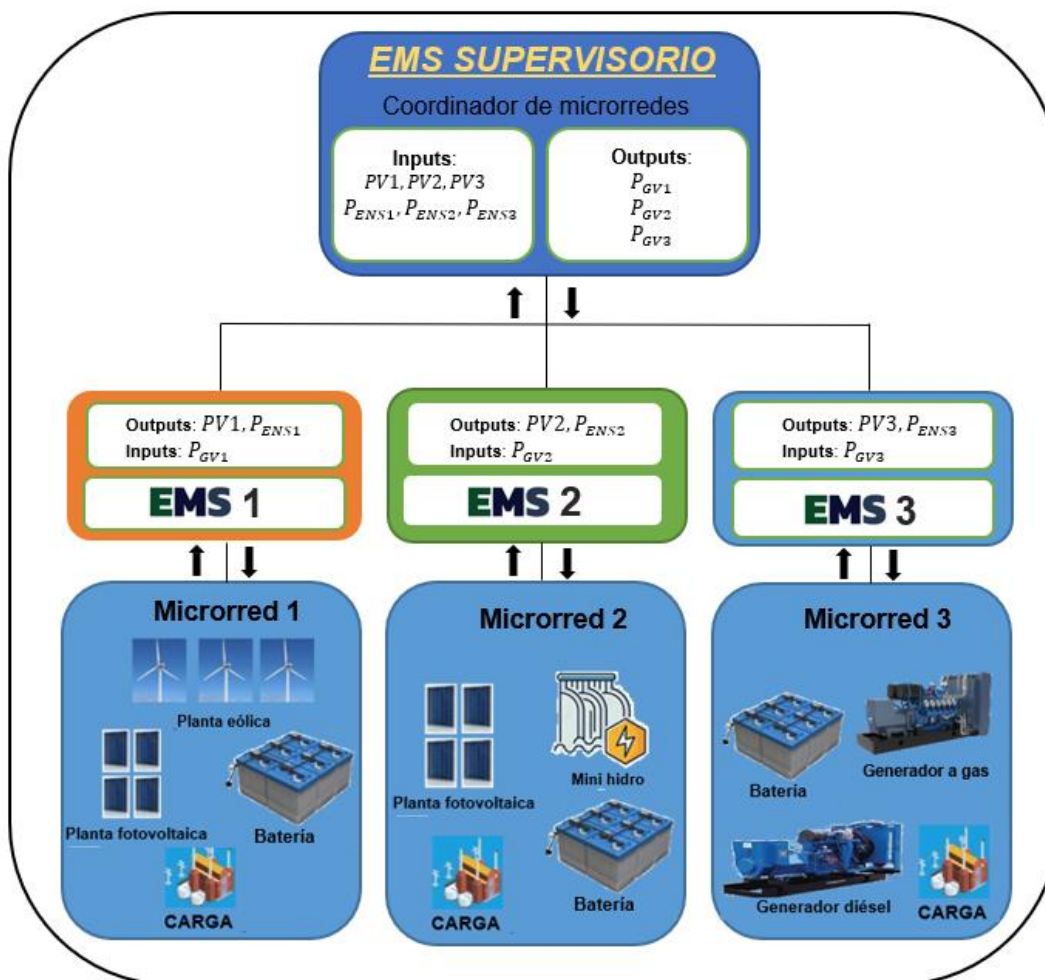 EMS SUPERVISORIO
Coordinador de microrredes
Inputs:
PV1, PV2, PV3
P_ENS1, P_ENS2, P_ENS3
Outputs:
P_GV1
P_GV2
P_GV3
Outputs: PV1, P_ENS1
Inputs: P_GV1
EMS 1
Outputs: PV2, P_ENS2
Inputs: P_GV2
EMS 2
Outputs: PV3, P_ENS3
Inputs: P_GV3
EMS 3
Microrred 1
Planta eólica
Planta fotovoltaica
Batería
CARGA
Microrred 2
Planta fotovoltaica
Mini hidro
Batería
CARGA
Microrred 3
Batería
Generador a gas
Generador diésel
CARGA